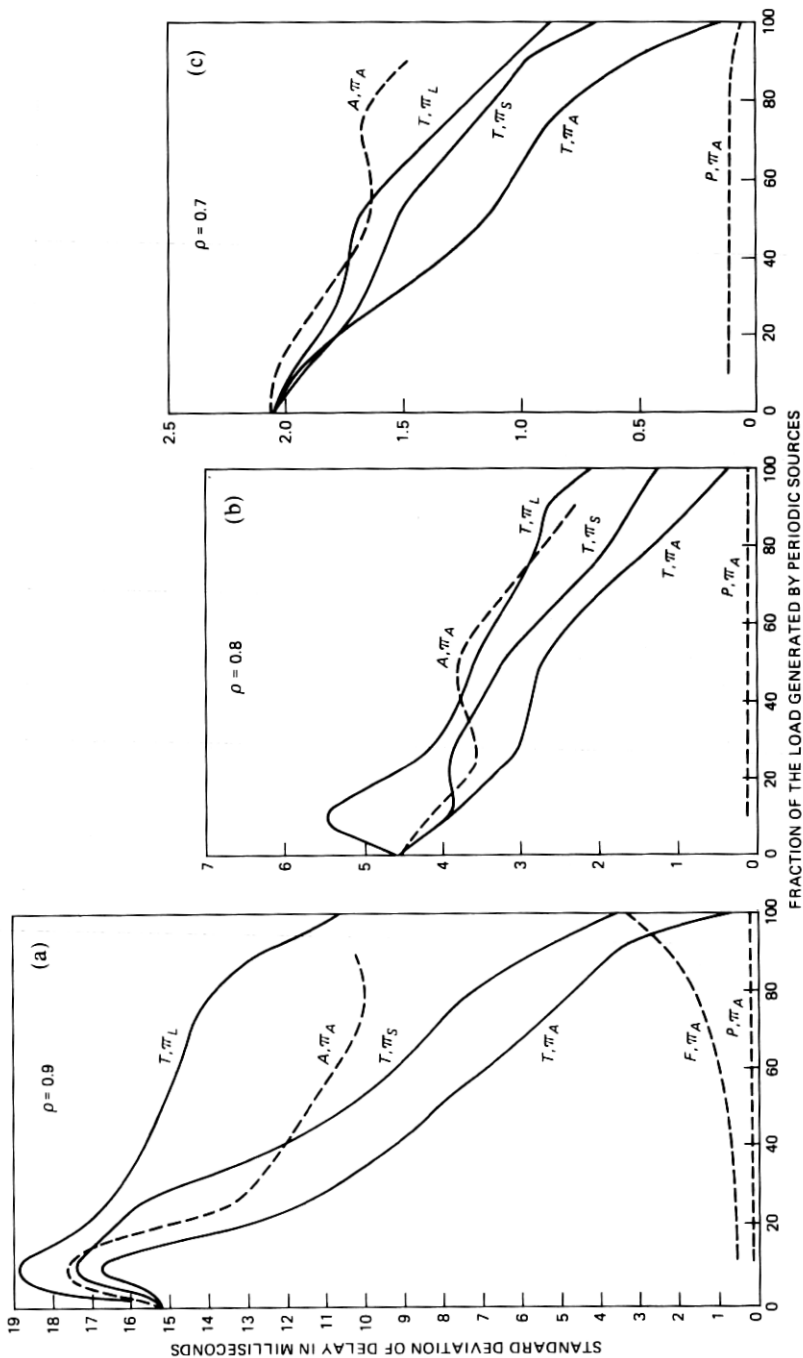 (a)
ρ = 0.9
19
18
17
16
15
14
13
12
11
10
9
8
7
6
5
4
3
2
1
0
T, π_L
A, π_A
T, π_S
T, π_A
F, π_A
P, π_A
0 20 40 60 80 100
STANDARD DEVIATION OF DELAY IN MILLISECONDS
(b)
ρ = 0.8
7
6
5
4
3
2
1
0
A, π_A
T, π_L
T, π_S
T, π_A
P, π_A
0 20 40 60 80 100
(c)
ρ = 0.7
2.5
2.0
1.5
1.0
0.5
0
A, π_A
T, π_L
T, π_S
T, π_A
P, π_A
0 20 40 60 80 100
FRACTION OF THE LOAD GENERATED BY PERIODIC SOURCES